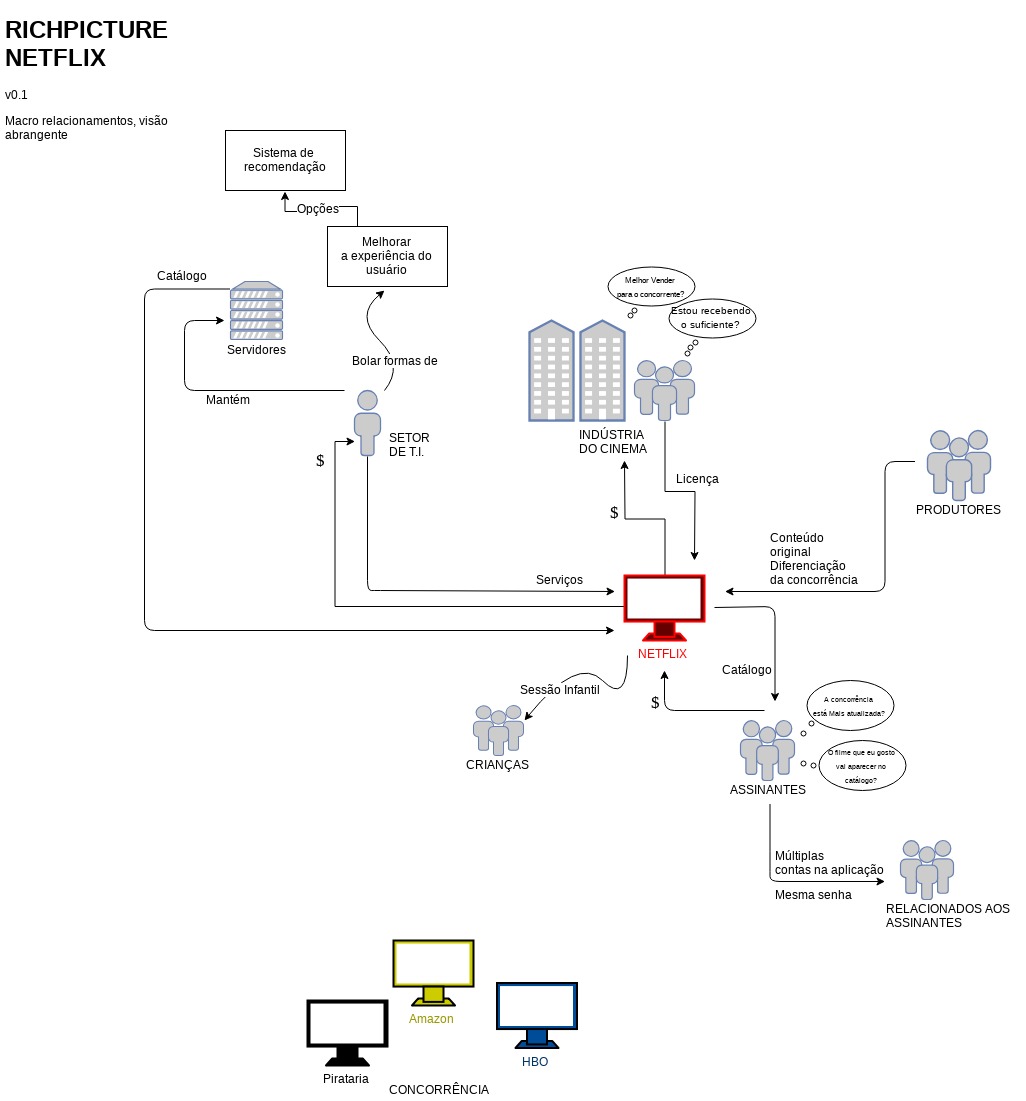 RICHPICTURE
NETFLIX
v0.1
Macro relacionamentos, visão
abrangente
Sistema de
recomendação
Opções
Melhorar
a experiência do
usuário
Catálogo
Servidores
Bolar formas de
Mantém
SETOR
DE T.I.
$
Melhor Vender
para o concorrente?
Estou recebendo
o suficiente?
INDÚSTRIA
DO CINEMA
Licença
$
PRODUTORES
Conteúdo
original
Diferenciação
da concorrência
Serviços
NETFLIX
Catálogo
Sessão Infantil
$
CRIANÇAS
A concorrência
está Mais atualizada?
O filme que eu gosto
vai aparecer no
catálogo?
ASSINANTES
Múltiplas
contas na aplicação
Mesma senha
RELACIONADOS AOS
ASSINANTES
Amazon
HBO
Pirataria
CONCORRÊNCIA